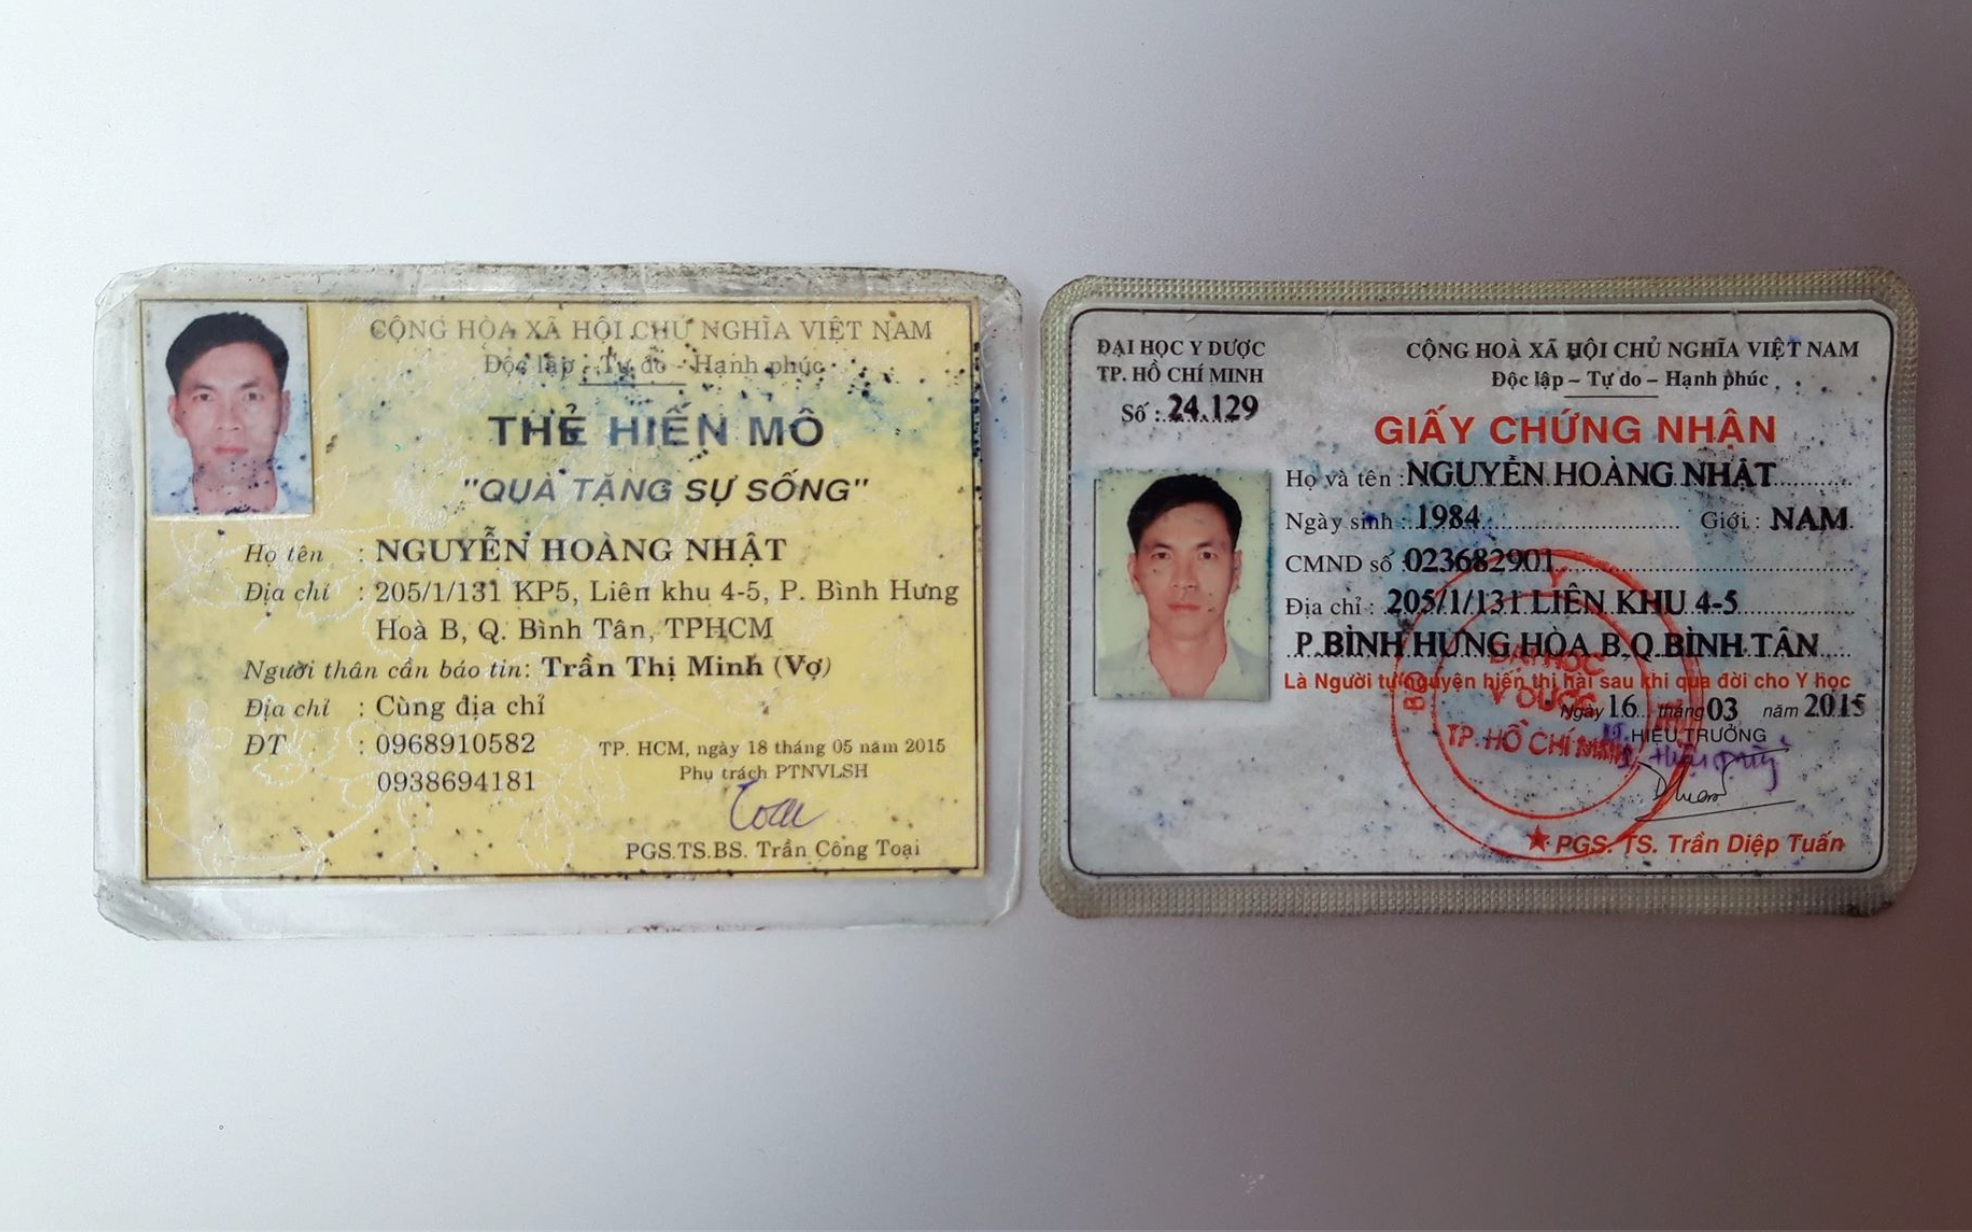 CỘNG HÒA XÃ HỘI CHỦ NGHĨA VIỆT NAM
Độc lập - Tự do - Hạnh phúc
THẺ HIẾN MÔ
"QUÀ TẶNG SỰ SỐNG"
Họ tên : NGUYỄN HOÀNG NHẬT
Địa chỉ : 205/1/131 KP5, Liên khu 4-5, P. Bình Hưng
Hoà B, Q. Bình Tân, TPHCM
Người thân cần báo tin: Trần Thị Minh (Vợ)
Địa chỉ : Cùng địa chỉ
ĐT : 0968910582
0938694181
TP. HCM, ngày 18 tháng 05 năm 2015
Phụ trách PTNVLSH
PGS.TS.BS. Trần Công Toại
ĐẠI HỌC Y DƯỢC
TP. HỒ CHÍ MINH
Số : 24.129
CỘNG HOÀ XÃ HỘI CHỦ NGHĨA VIỆT NAM
Độc lập – Tự do – Hạnh phúc
GIẤY CHỨNG NHẬN
Họ và tên : NGUYỄN HOÀNG NHẬT
Ngày sinh : 1984 Giới : NAM
CMND số : 023682901
Địa chỉ : 205/1/131 LIÊN KHU 4-5
P.BÌNH HƯNG HÒA B.Q.BÌNH TÂN
Là Người tự nguyện hiến thi hài sau khi qua đời cho Y học
Ngày 16 tháng 03 năm 2015
HIỆU TRƯỞNG
ĐẠI HỌC
Y DƯỢC
TP. HỒ CHÍ MINH
PGS. TS. Trần Diệp Tuấn